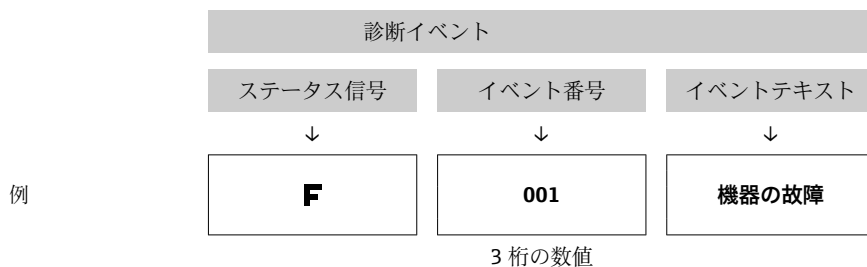 診断イベント
ステータス信号 イベント番号 イベントテキスト
↓ ↓ ↓
例 F 001 機器の故障
3 桁の数値